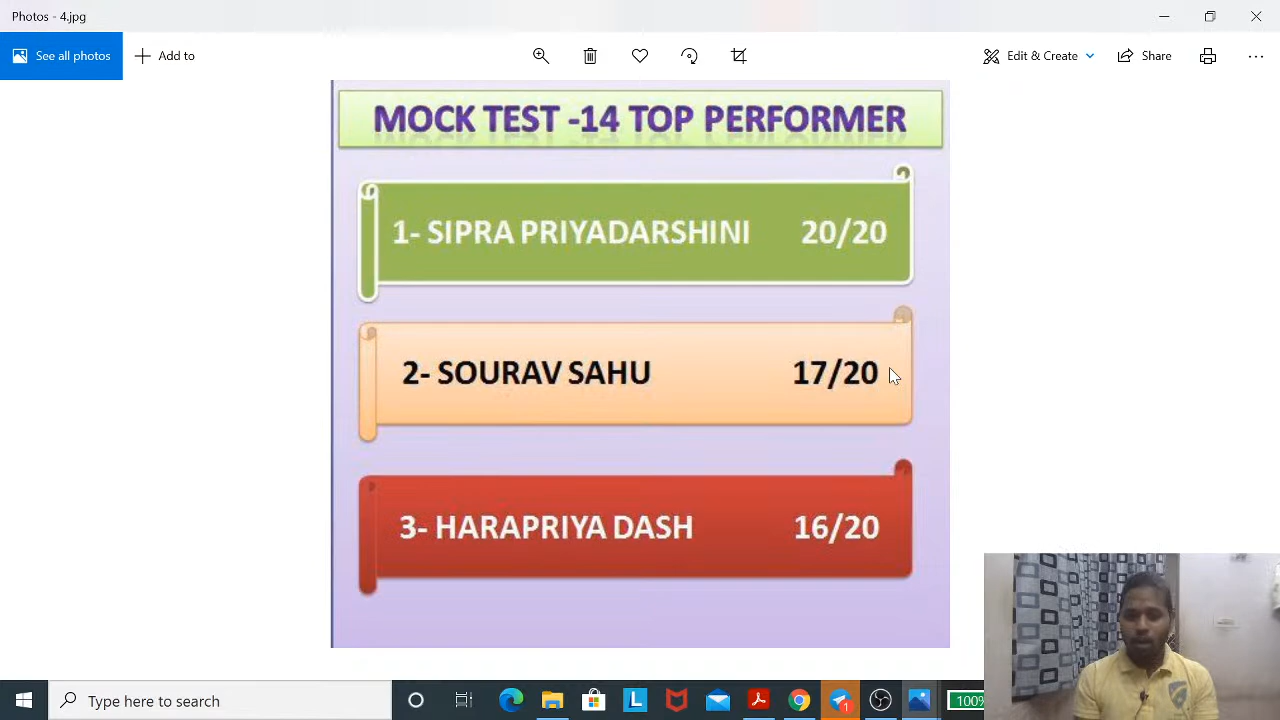 Photos - 4.jpg
See all photos
Add to
Edit & Create
Share
MOCK TEST -14 TOP PERFORMER
1- SIPRA PRIYADARSHINI 20/20
2- SOURAV SAHU 17/20
3- HARAPRIYA DASH 16/20
Type here to search
L
1
100%